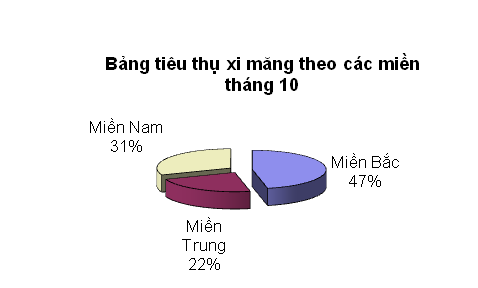 Bảng tiêu thụ xi măng theo các miền
tháng 10
Miền Nam
31%
Miền Bắc
47%
Miền
Trung
22%